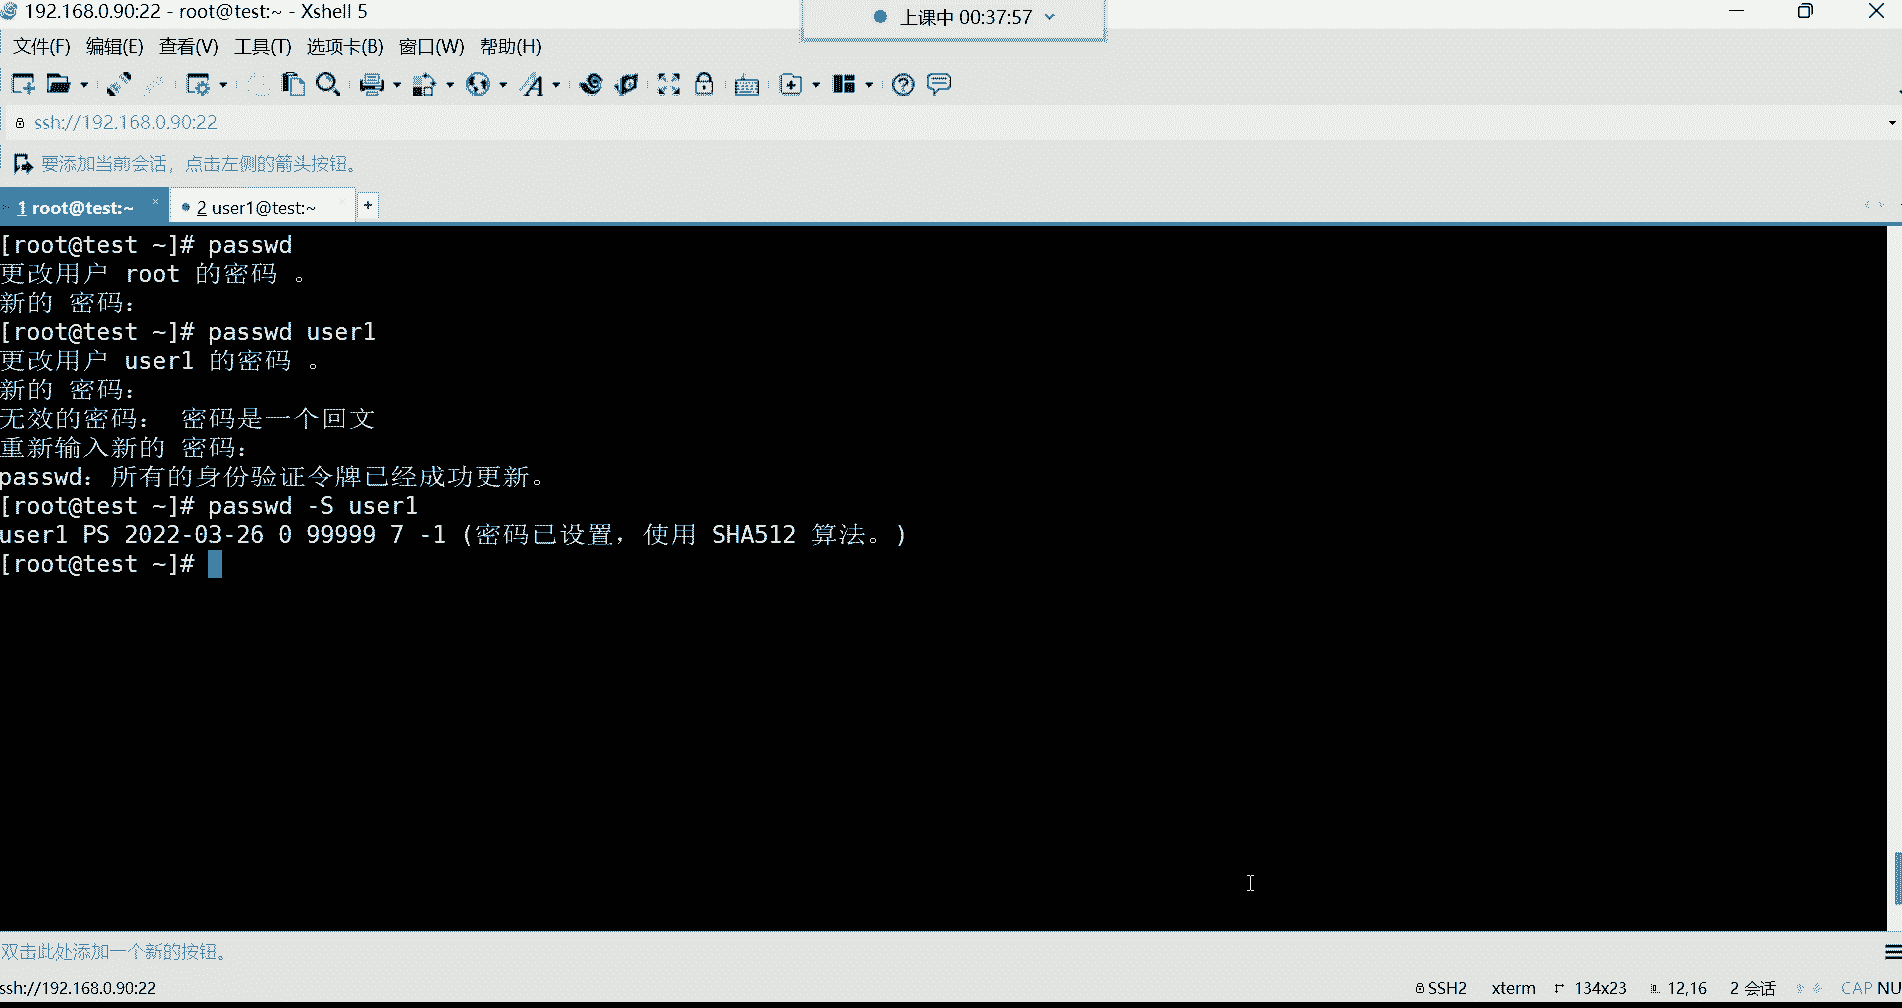 192.168.0.90:22 - root@test:~ - Xshell 5
上课中 00:37:57
文件(F) 编辑(E) 查看(V) 工具(T) 选项卡(B) 窗口(W) 帮助(H)
ssh://192.168.0.90:22
要添加当前会话，点击左侧的箭头按钮。
1 root@test:~ × 2 user1@test:~ +
[root@test ~]# passwd
更改用户 root 的密码 。
新的 密码：
[root@test ~]# passwd user1
更改用户 user1 的密码 。
新的 密码：
无效的密码： 密码是一个回文
重新输入新的 密码：
passwd：所有的身份验证令牌已经成功更新。
[root@test ~]# passwd -S user1
user1 PS 2022-03-26 0 99999 7 -1 (密码已设置，使用 SHA512 算法。)
[root@test ~]#
双击此处添加一个新的按钮。
ssh://192.168.0.90:22 SSH2 xterm 134x23 12,16 2 会话 CAP NU